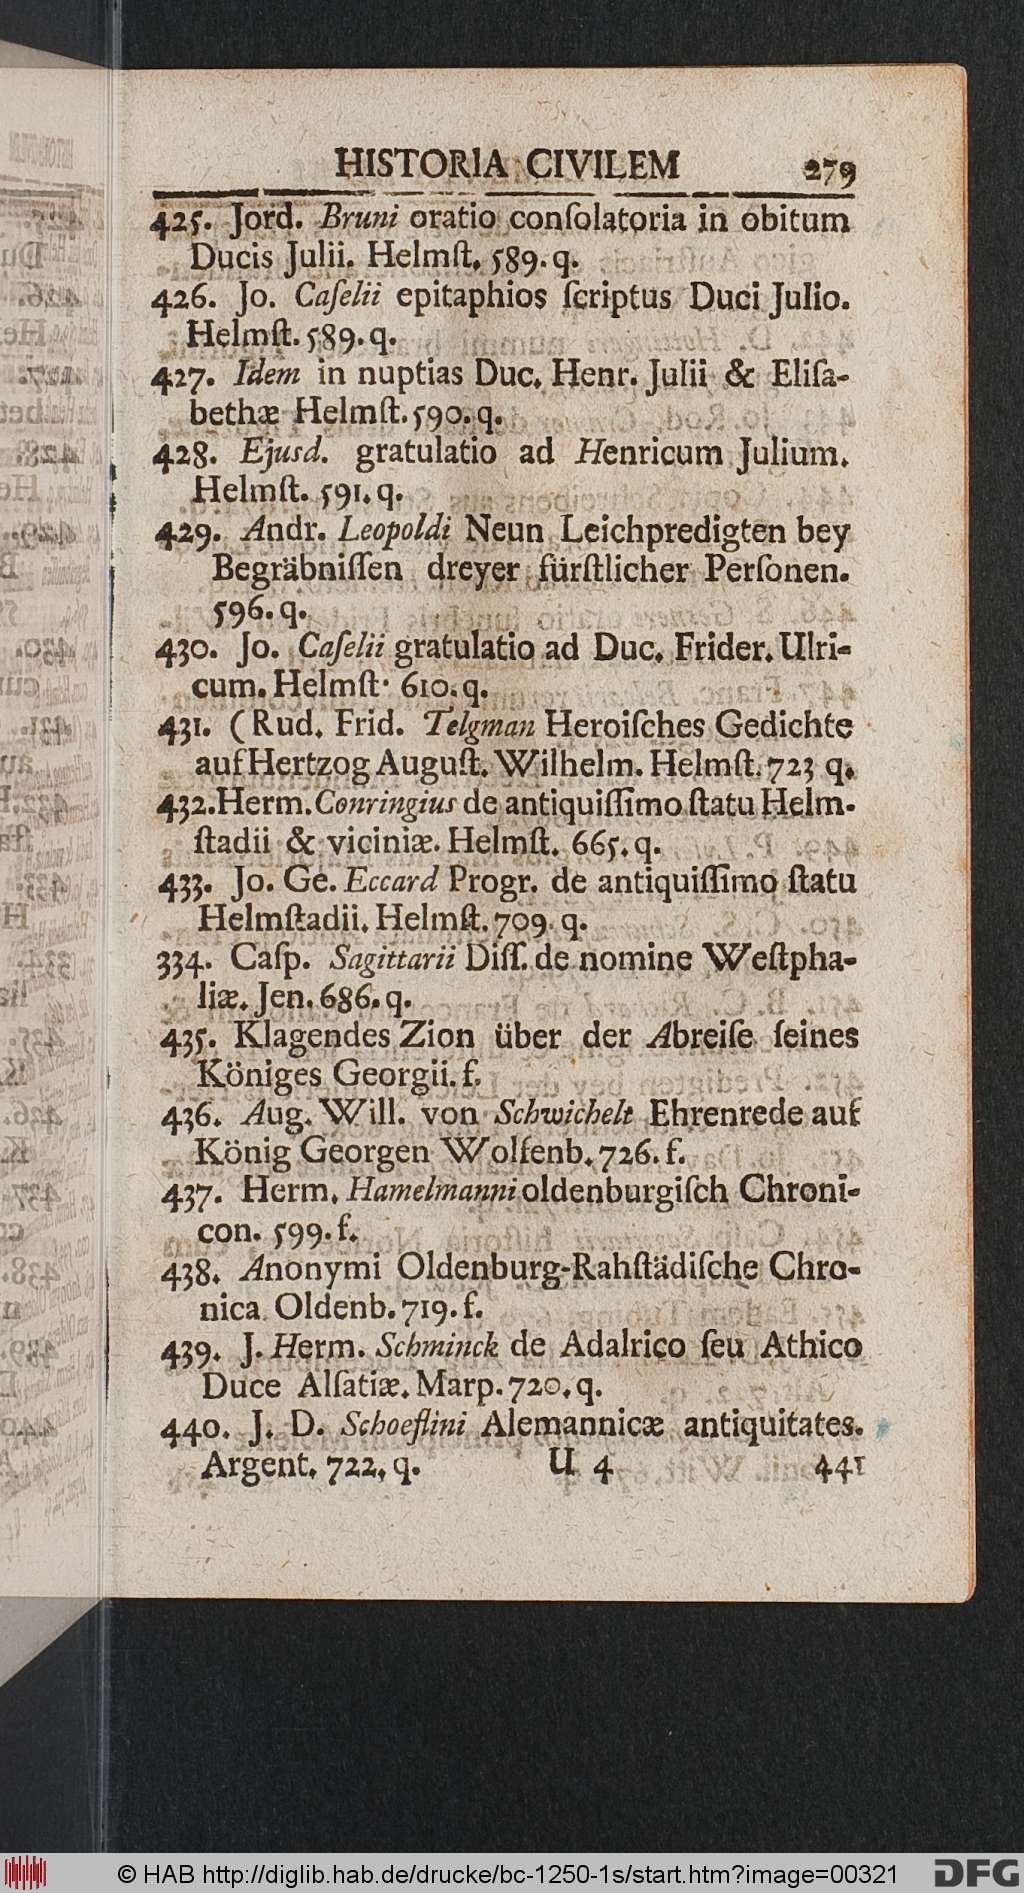 HISTORIA CIVILEM 279
425. Jord. Bruni oratio conſolatoria in obitum
Ducis Julii. Helmſt. 589. q.
426. Jo. Caſelii epitaphios ſcriptus Duci Julio.
Helmſt. 589. q.
427. Idem in nuptias Duc. Henr. Julii & Eliſa-
bethæ Helmſt. 590. q.
428. Ejusd. gratulatio ad Henricum Julium.
Helmſt. 591. q.
429. Andr. Leopoldi Neun Leichpredigten bey
Begräbniſſen dreyer fürſtlicher Perſonen.
596. q.
430. Jo. Caſelii gratulatio ad Duc. Frider. Ulri-
cum. Helmſt. 610. q.
431. (Rud. Frid. Telgman Heroiſches Gedichte
auf Hertzog Auguſt. Wilhelm. Helmſt. 723 q.
432. Herm. Conringius de antiquiſſimo ſtatu Helm-
ſtadii & viciniæ. Helmſt. 665. q.
433. Jo. Ge. Eccard Progr. de antiquiſſimo ſtatu
Helmſtadii. Helmſt. 709. q.
334. Caſp. Sagittarii Diſſ. de nomine Weſtpha-
liæ. Jen. 686. q.
435. Klagendes Zion über der Abreiſe ſeines
Königes Georgii. f.
436. Aug. Will. von Schwichelt Ehrenrede auf
König Georgen Wolfenb. 726. f.
437. Herm. Hamelmanni oldenburgiſch Chroni-
con. 599. f.
438. Anonymi Oldenburg-Rahſtädiſche Chro-
nica Oldenb. 719. f.
439. J. Herm. Schminck de Adalrico ſeu Athico
Duce Alſatiæ. Marp. 720. q.
440. J. D. Schoeflini Alemannicæ antiquitates.
Argent. 722. q. U 4 441
© HAB http://diglib.hab.de/drucke/bc-1250-1s/start.htm?image=00321 DFG